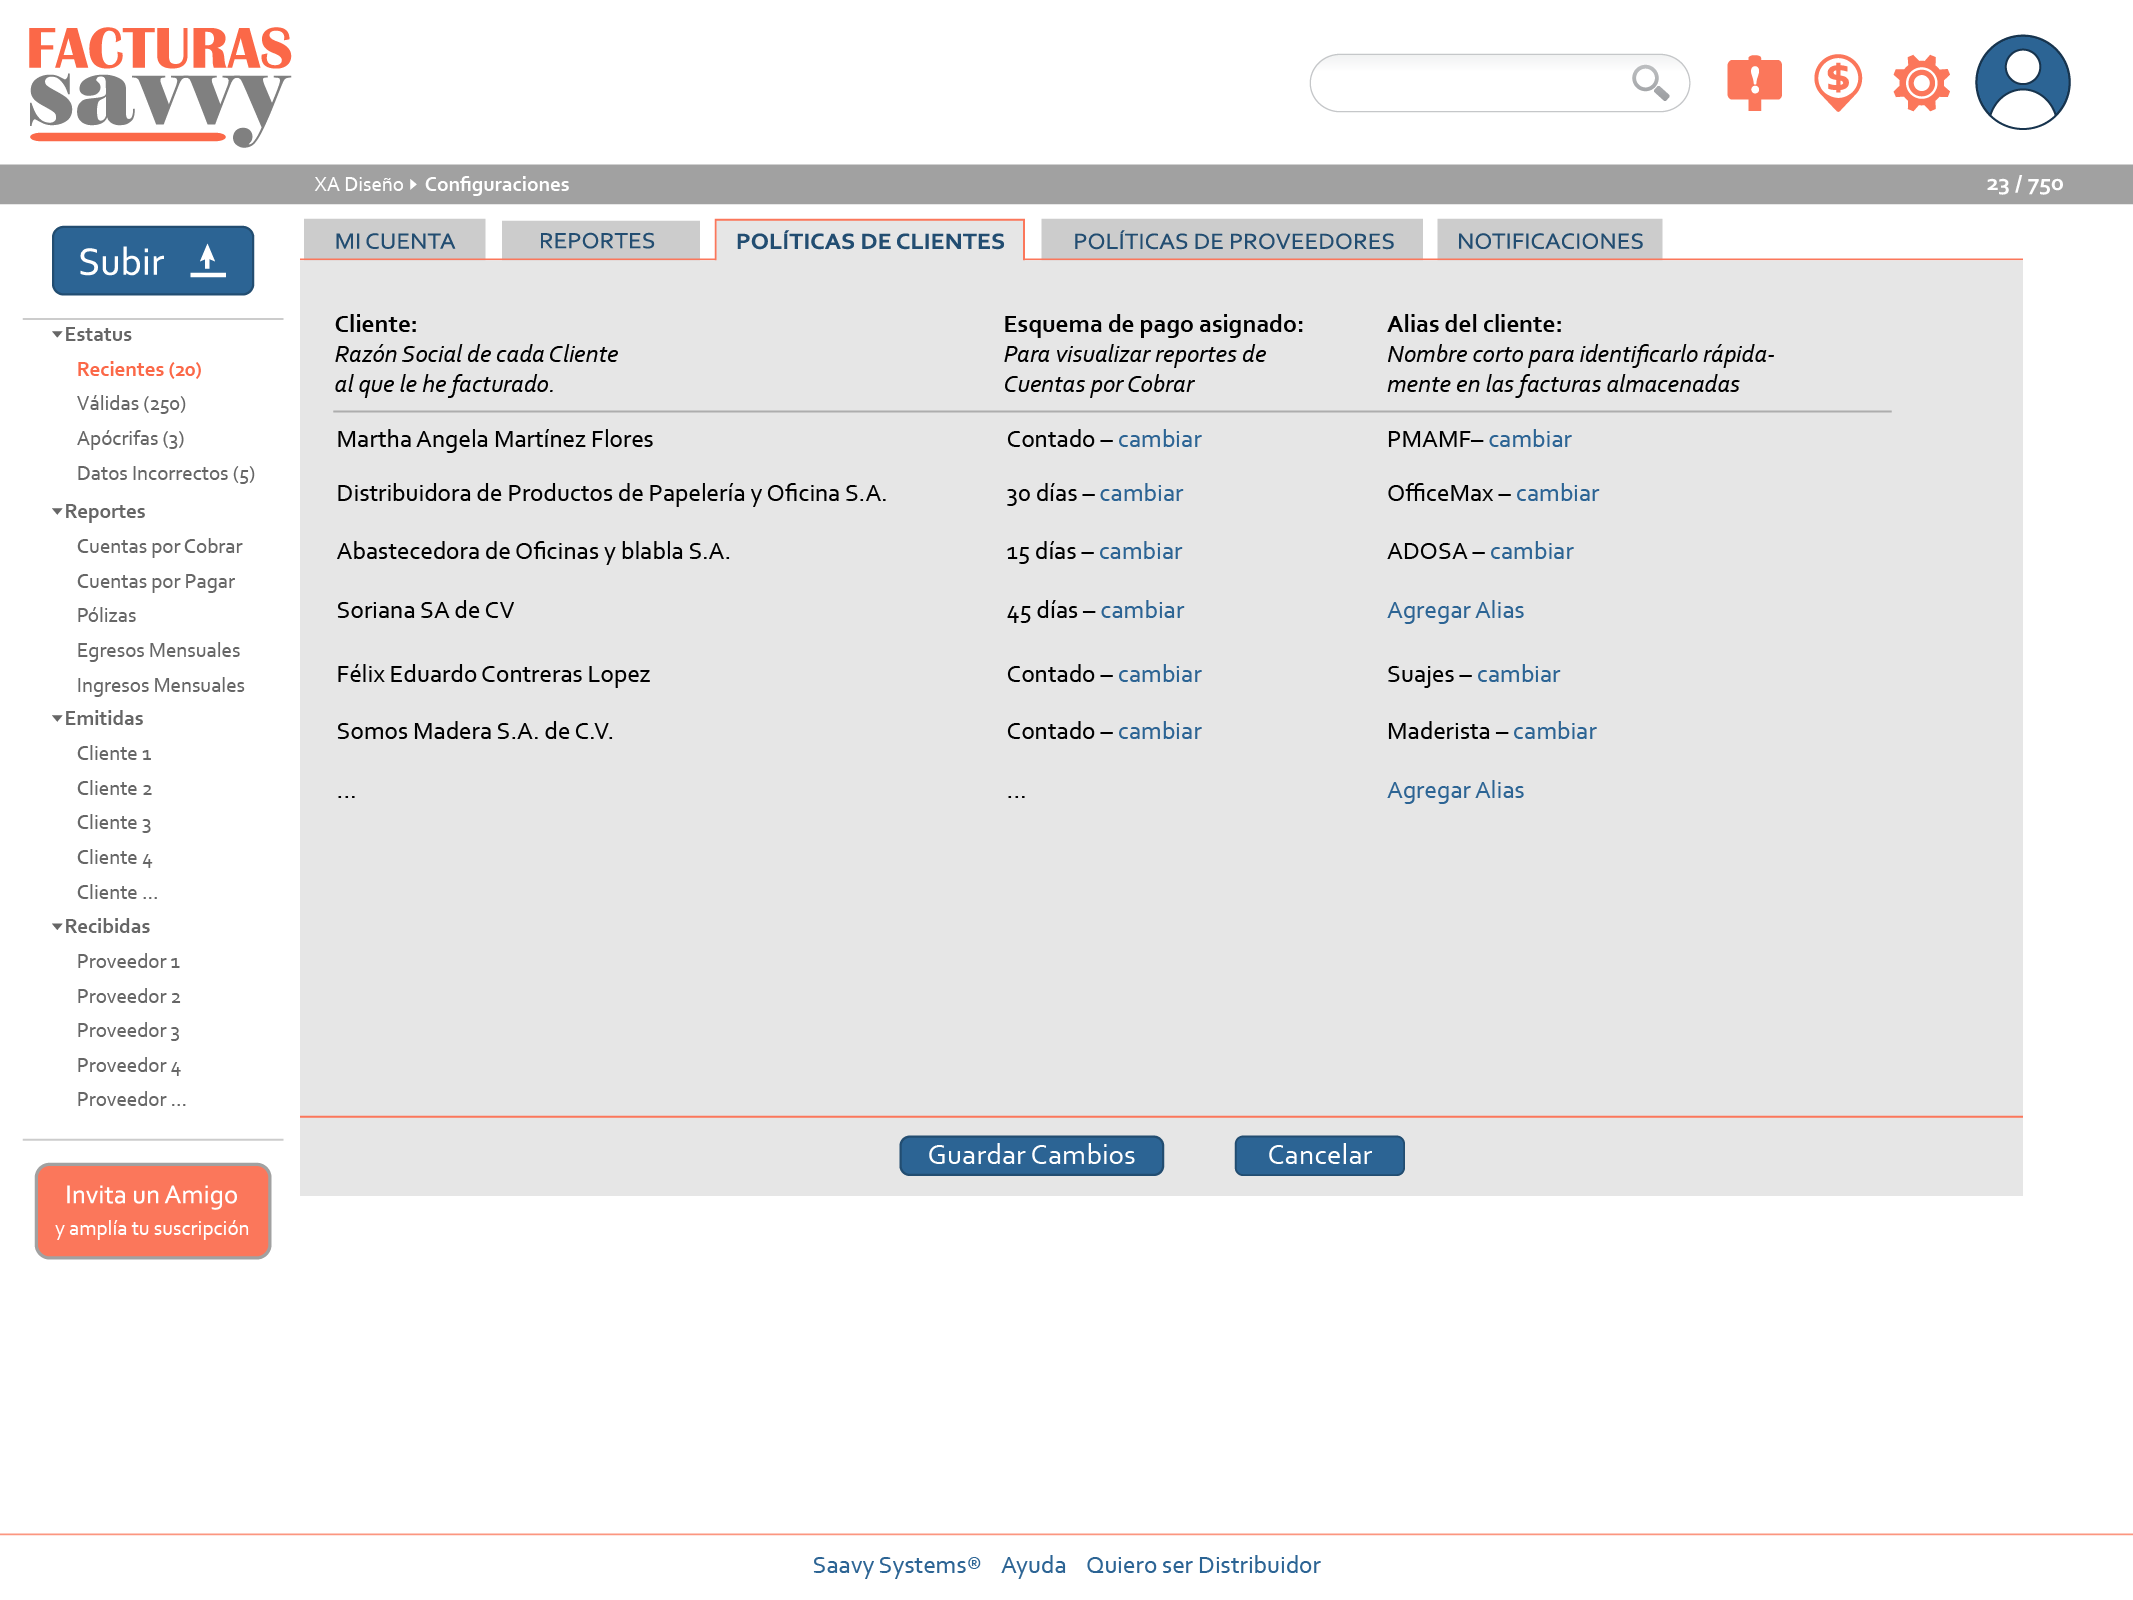 FACTURAS
savvy
XA Diseño Configuraciones
23 / 750
Subir
Estatus
Recientes (20)
Válidas (250)
Apócrifas (3)
Datos Incorrectos (5)
Reportes
Cuentas por Cobrar
Cuentas por Pagar
Pólizas
Egresos Mensuales
Ingresos Mensuales
Emitidas
Cliente 1
Cliente 2
Cliente 3
Cliente 4
Cliente ...
Recibidas
Proveedor 1
Proveedor 2
Proveedor 3
Proveedor 4
Proveedor ...
Invita un Amigo
y amplía tu suscripción
MI CUENTA REPORTES POLÍTICAS DE CLIENTES POLÍTICAS DE PROVEEDORES NOTIFICACIONES
Cliente: Esquema de pago asignado: Alias del cliente:
Razón Social de cada Cliente Para visualizar reportes de Nombre corto para identificarlo rápida-
al que le he facturado. Cuentas por Cobrar mente en las facturas almacenadas
Martha Angela Martínez Flores Contado – cambiar PMAMF– cambiar
Distribuidora de Productos de Papelería y Oficina S.A. 30 días – cambiar OfficeMax – cambiar
Abastecedora de Oficinas y blabla S.A. 15 días – cambiar ADOSA – cambiar
Soriana SA de CV 45 días – cambiar Agregar Alias
Félix Eduardo Contreras Lopez Contado – cambiar Suajes – cambiar
Somos Madera S.A. de C.V. Contado – cambiar Maderista – cambiar
... ... Agregar Alias
Guardar Cambios Cancelar
Saavy Systems® Ayuda Quiero ser Distribuidor